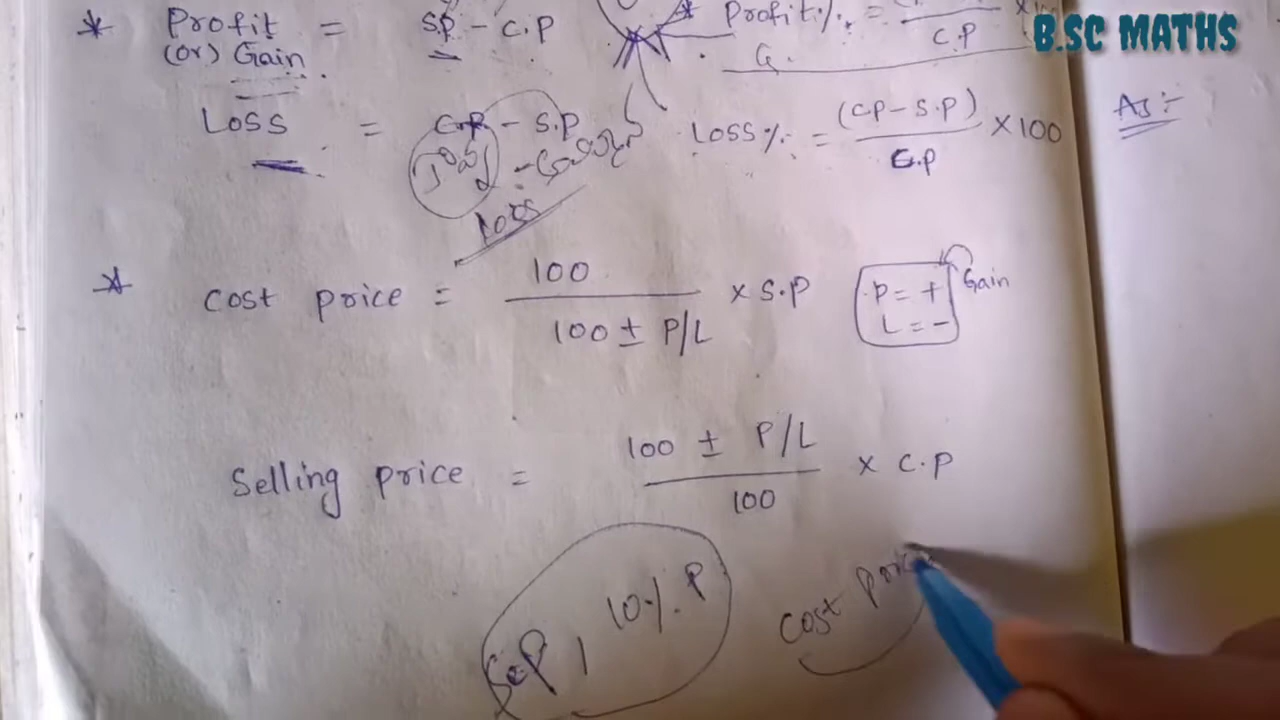 * Profit = S.P - C.P * Profit% =
(or) Gain C.P
B.SC MATHS
G.
Loss = C.P - S.P Loss% = (C.P - S.P) / C.P × 100
As :-
Loss
* Cost price = 100 / 100 ± P/L × S.P
P = + Gain
L = -
Selling price = 100 ± P/L / 100 × C.P
10%. P
Cost price